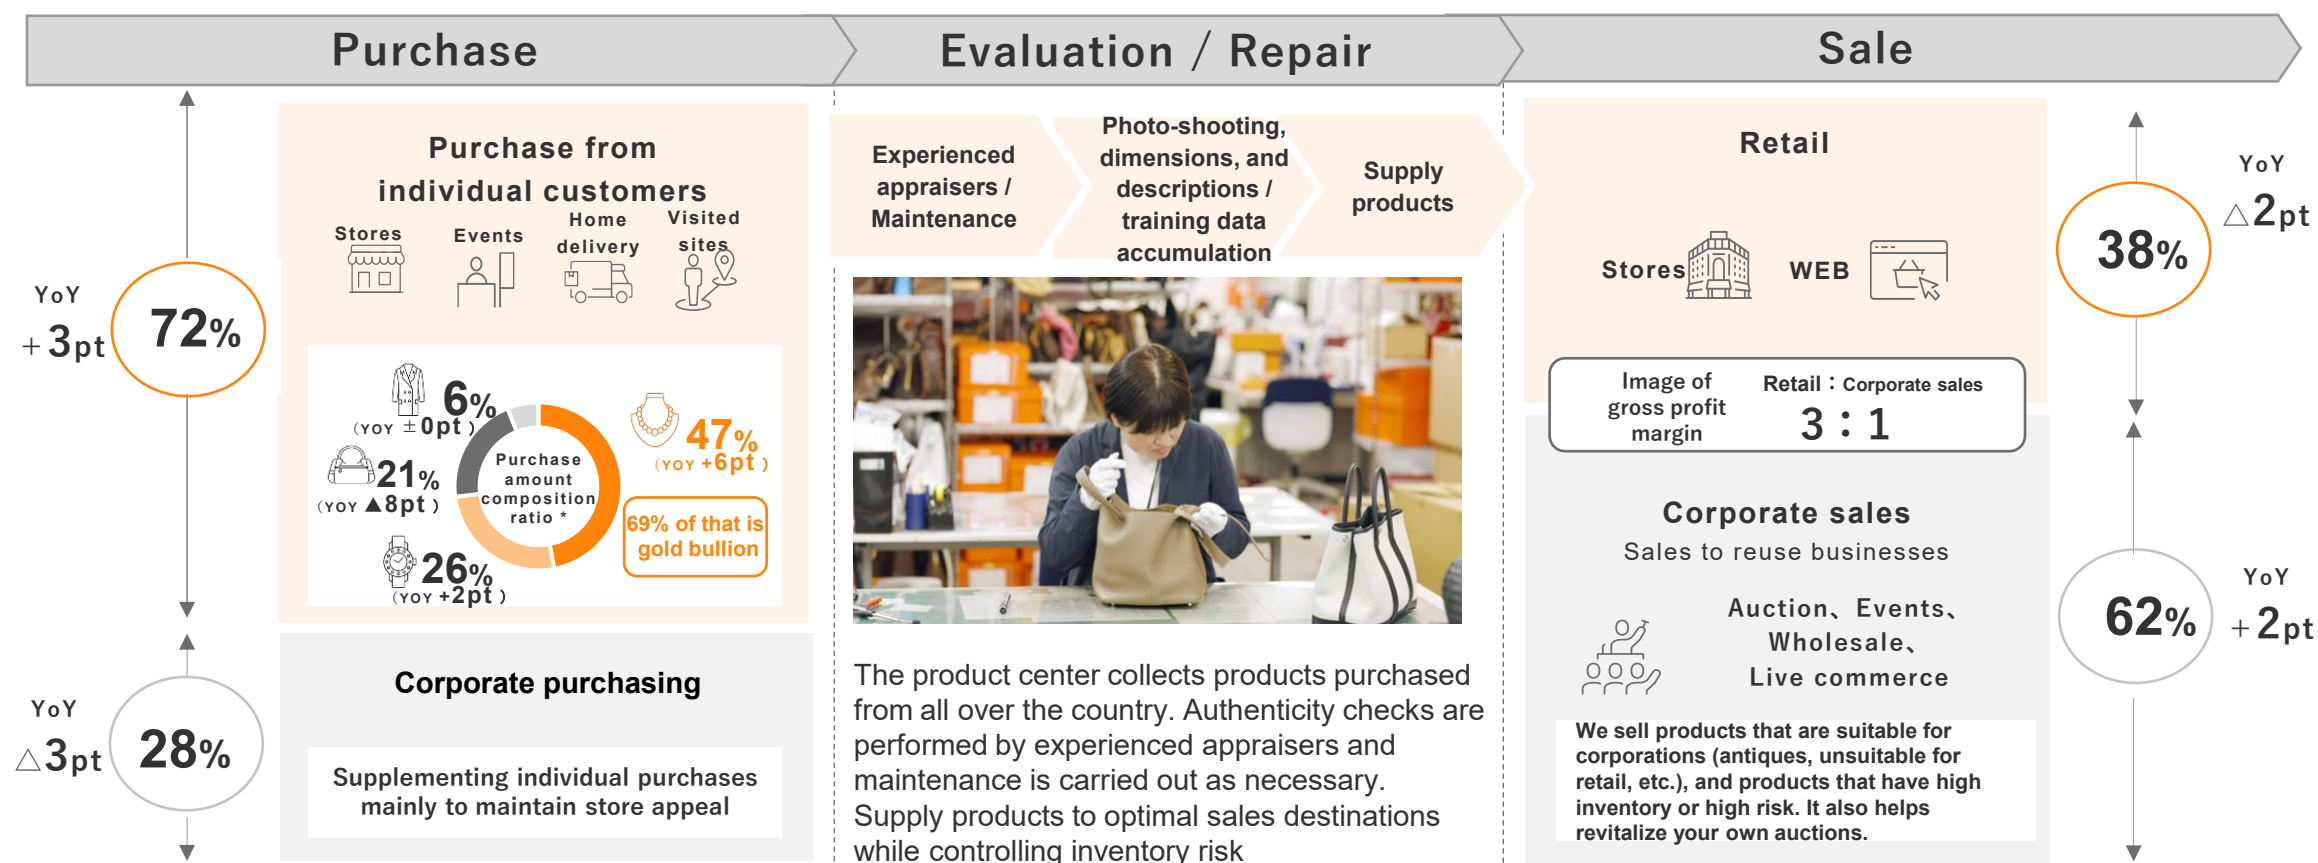 Purchase
Evaluation / Repair
Sale
YoY
+3pt
72%
Purchase from
individual customers
Stores
Events
Home
delivery
Visited
sites
6%
(YOY ±0pt)
21%
(YOY ▲8pt)
26%
(YOY +2pt)
47%
(YOY +6pt)
Purchase
amount
composition
ratio *
69% of that is
gold bullion
YoY
△3pt
28%
Corporate purchasing
Supplementing individual purchases
mainly to maintain store appeal
Experienced
appraisers /
Maintenance
Photo-shooting,
dimensions, and
descriptions /
training data
accumulation
Supply
products
The product center collects products purchased
from all over the country. Authenticity checks are
performed by experienced appraisers and
maintenance is carried out as necessary.
Supply products to optimal sales destinations
while controlling inventory risk
Retail
Stores
WEB
38%
YoY
△2pt
Image of
gross profit
margin
Retail：Corporate sales
3：1
Corporate sales
Sales to reuse businesses
Auction、Events、
Wholesale、
Live commerce
62%
YoY
+2pt
We sell products that are suitable for
corporations (antiques, unsuitable for
retail, etc.), and products that have high
inventory or high risk. It also helps
revitalize your own auctions.